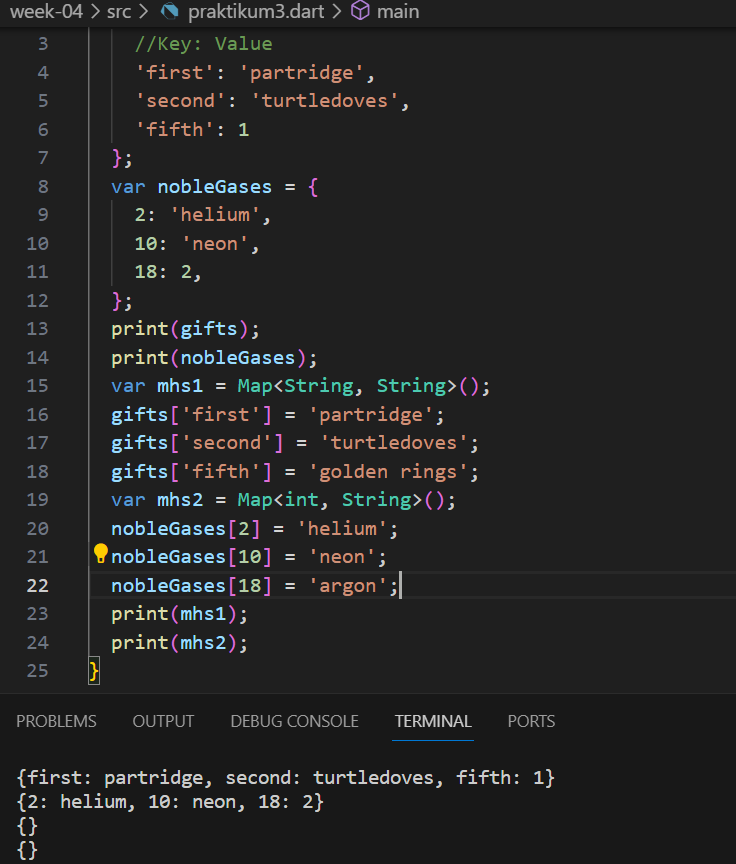 week-04 > src > praktikum3.dart > main
3 //Key: Value
4 'first': 'partridge',
5 'second': 'turtledoves',
6 'fifth': 1
7 };
8 var nobleGases = {
9 2: 'helium',
10 10: 'neon',
11 18: 2,
12 };
13 print(gifts);
14 print(nobleGases);
15 var mhs1 = Map<String, String>();
16 gifts['first'] = 'partridge';
17 gifts['second'] = 'turtledoves';
18 gifts['fifth'] = 'golden rings';
19 var mhs2 = Map<int, String>();
20 nobleGases[2] = 'helium';
21 nobleGases[10] = 'neon';
22 nobleGases[18] = 'argon';
23 print(mhs1);
24 print(mhs2);
25 }
PROBLEMS OUTPUT DEBUG CONSOLE TERMINAL PORTS
{first: partridge, second: turtledoves, fifth: 1}
{2: helium, 10: neon, 18: 2}
{}
{}